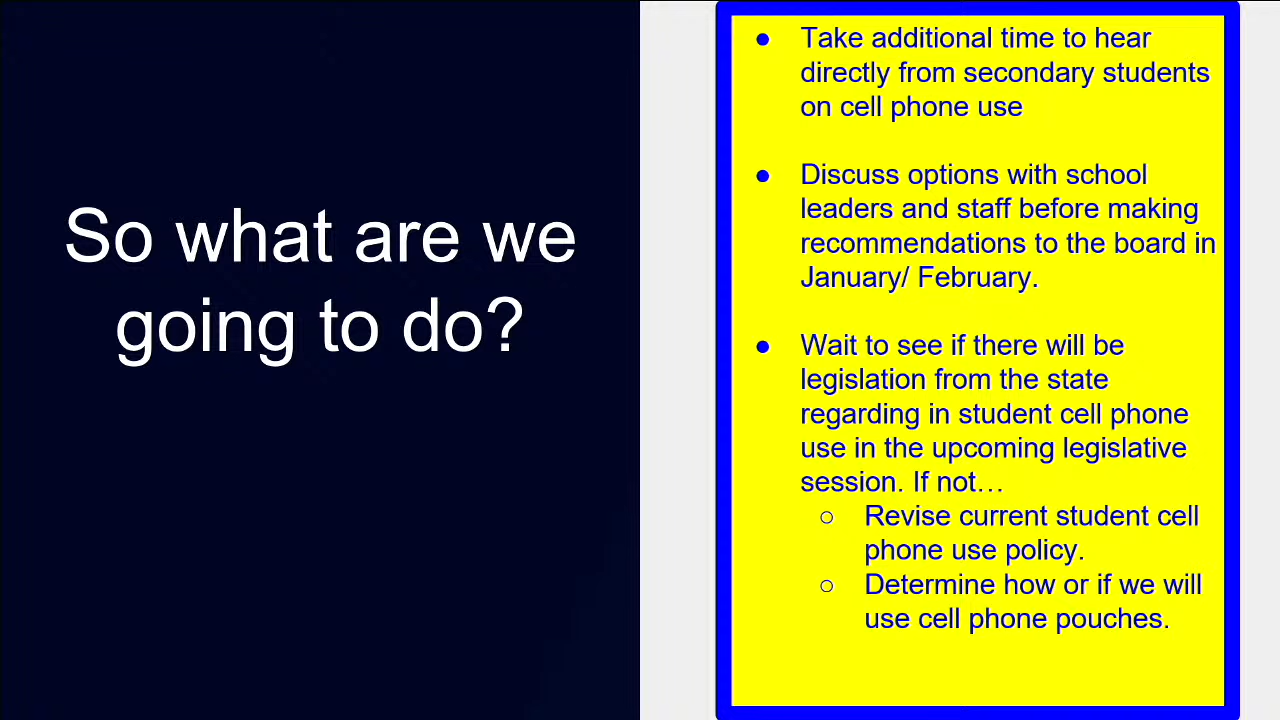 So what are we
going to do?
● Take additional time to hear
directly from secondary students
on cell phone use
● Discuss options with school
leaders and staff before making
recommendations to the board in
January/ February.
● Wait to see if there will be
legislation from the state
regarding in student cell phone
use in the upcoming legislative
session. If not…
○ Revise current student cell
phone use policy.
○ Determine how or if we will
use cell phone pouches.